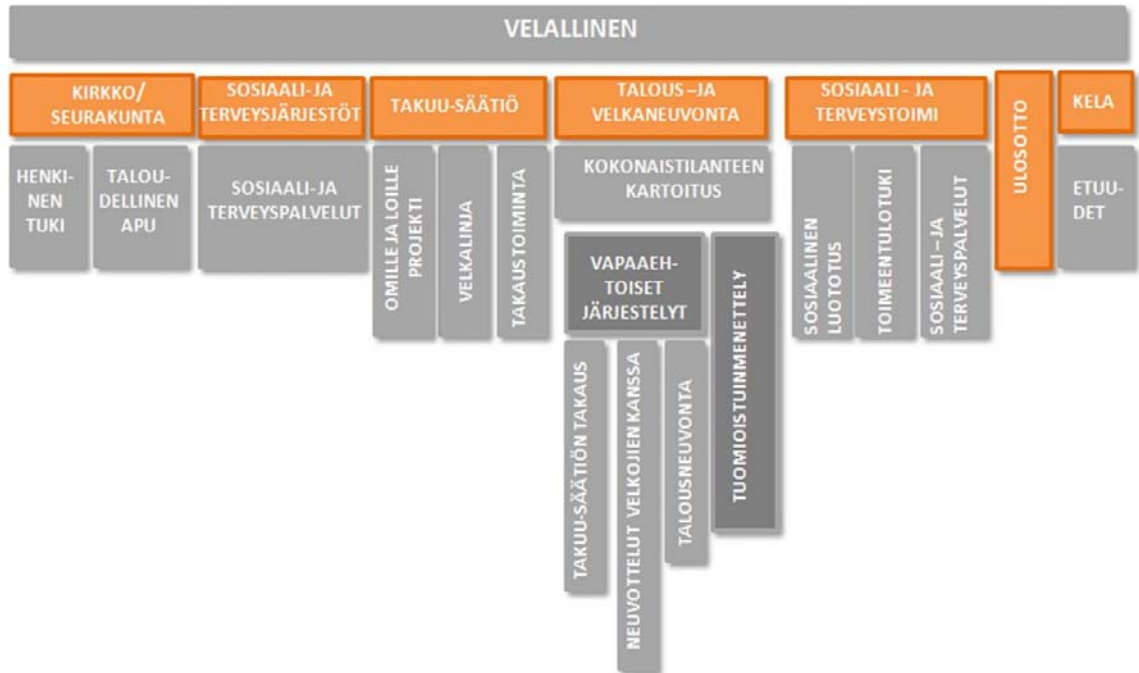 VELALLINEN
KIRKKO/
SEURAKUNTA
SOSIAALI-JA
TERVEYSJÄRJESTÖT
TAKUU-SÄÄTIÖ
TALOUS –JA
VELKANEUVONTA
SOSIAALI - JA
TERVEYSTOIMI
ULOSOTTO
KELA
HENKI-
NEN
TUKI
TALOU-
DELLINEN
APU
SOSIAALI-JA
TERVEYSPALVELUT
OMILLE JA LOILLE
PROJEKTI
VELKALINJA
TAKAUSTOIMINTA
KOKONAISTILANTEEN
KARTOITUS
VAPAAEH-
TOISET
JÄRJESTELYT
TAKUU-SÄÄTIÖN TAKAUS
NEUVOTTELUT VELKOJIEN KANSSA
TALOUSNEUVONTA
TUOMIOISTUINMENETTELY
SOSIAALINEN
LUOTOTUS
TOIMEENTULOTUKI
SOSIAALI – JA
TERVEYSPALVELUT
ETUU-
DET